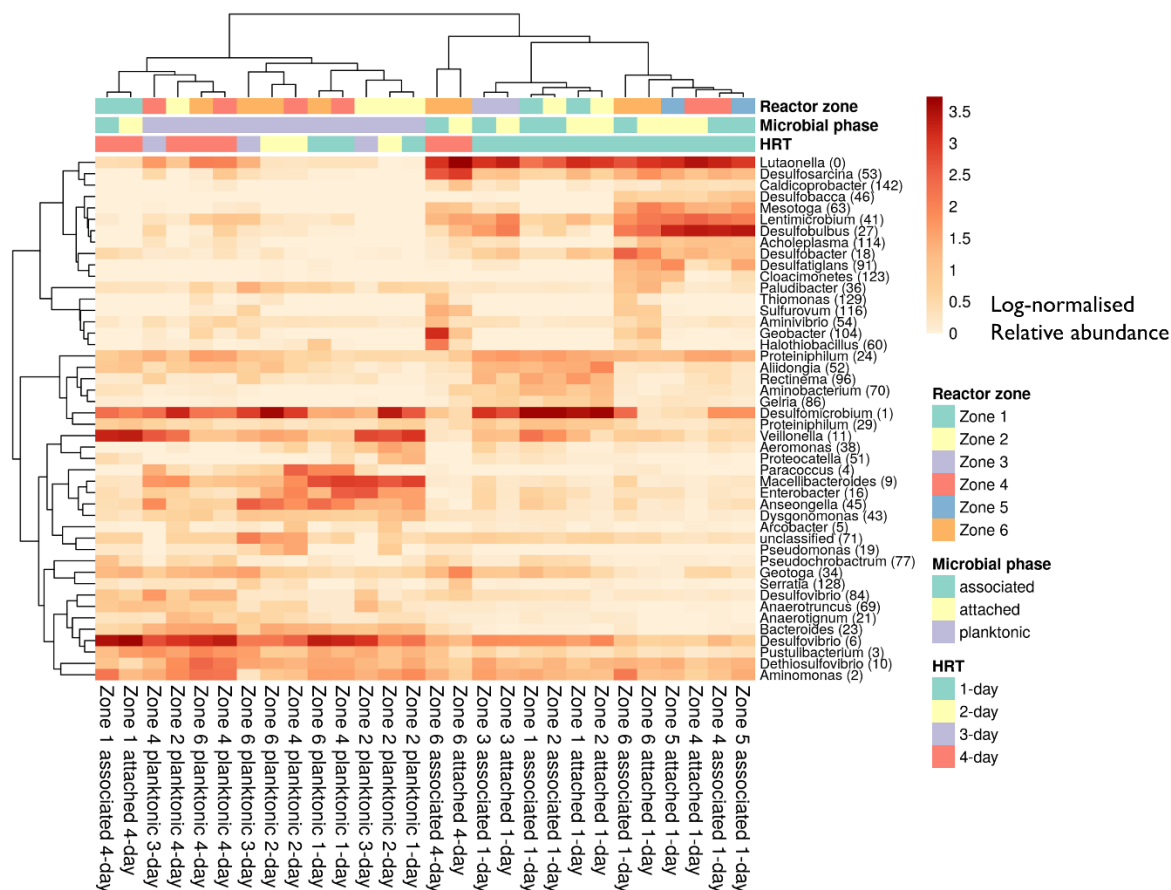 Reactor zone
Microbial phase
HRT
Lutaonella (0)
Desulfosarcina (53)
Caldicoprobacter (142)
Desulfobacca (46)
Mesotoga (63)
Lentimicrobium (41)
Desulfobulbus (27)
Acholeplasma (114)
Desulfobacter (18)
Desulfatiglans (91)
Cloacimonetes (123)
Paludibacter (36)
Thiomonas (129)
Sulfurovum (116)
Aminivibrio (54)
Geobacter (104)
Halothiobacillus (60)
Proteiniphilum (24)
Aliidongia (52)
Rectinema (96)
Aminobacterium (70)
Gelria (86)
Desulfomicrobium (1)
Proteiniphilum (29)
Veillonella (11)
Aeromonas (38)
Proteocatella (51)
Paracoccus (4)
Macellibacteroides (9)
Enterobacter (16)
Anseongella (45)
Dysgonomonas (43)
Arcobacter (5)
unclassified (71)
Pseudomonas (19)
Pseudochrobactrum (77)
Geotoga (34)
Serratia (128)
Desulfovibrio (84)
Anaerotruncus (69)
Anaerotignum (21)
Bacteroides (23)
Desulfovibrio (6)
Pustulibacterium (3)
Dethiosulfovibrio (10)
Aminomonas (2)
Zone 1 associated 4-day
Zone 1 attached 4-day
Zone 4 planktonic 3-day
Zone 2 planktonic 4-day
Zone 6 planktonic 4-day
Zone 4 planktonic 4-day
Zone 6 planktonic 3-day
Zone 6 planktonic 2-day
Zone 4 planktonic 2-day
Zone 6 planktonic 1-day
Zone 4 planktonic 1-day
Zone 2 planktonic 3-day
Zone 2 planktonic 2-day
Zone 2 planktonic 1-day
Zone 6 associated 4-day
Zone 6 attached 4-day
Zone 3 associated 1-day
Zone 3 attached 1-day
Zone 1 associated 1-day
Zone 2 associated 1-day
Zone 1 attached 1-day
Zone 2 attached 1-day
Zone 6 associated 1-day
Zone 6 attached 1-day
Zone 5 attached 1-day
Zone 4 attached 1-day
Zone 4 associated 1-day
Zone 5 associated 1-day
3.5
3
2.5
2
1.5
1
0.5
0
Log-normalised
Relative abundance
Reactor zone
Zone 1
Zone 2
Zone 3
Zone 4
Zone 5
Zone 6
Microbial phase
associated
attached
planktonic
HRT
1-day
2-day
3-day
4-day